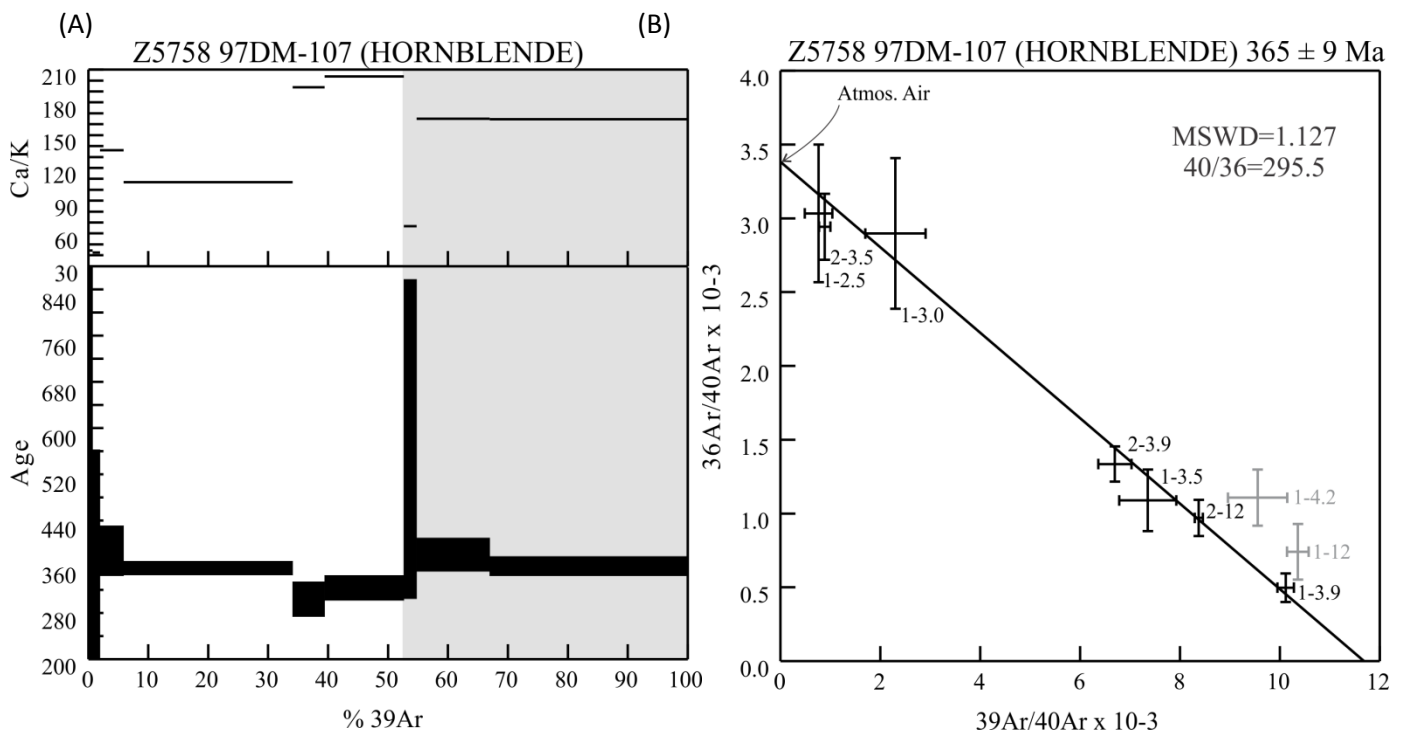 (A)
Z5758 97DM-107 (HORNBLENDE)
210
180
150
120
90
60
30
Ca/K
840
760
680
600
520
440
360
280
200
Age
0 10 20 30 40 50 60 70 80 90 100
% 39Ar
(B)
Z5758 97DM-107 (HORNBLENDE) 365 ± 9 Ma
4.0
3.5
3.0
2.5
2.0
1.5
1.0
0.5
0.0
36Ar/40Ar x 10-3
Atmos. Air
MSWD=1.127
40/36=295.5
2-3.5
1-2.5
1-3.0
2-3.9
1-3.5
1-4.2
2-12
1-12
1-3.9
0 2 4 6 8 10 12
39Ar/40Ar x 10-3